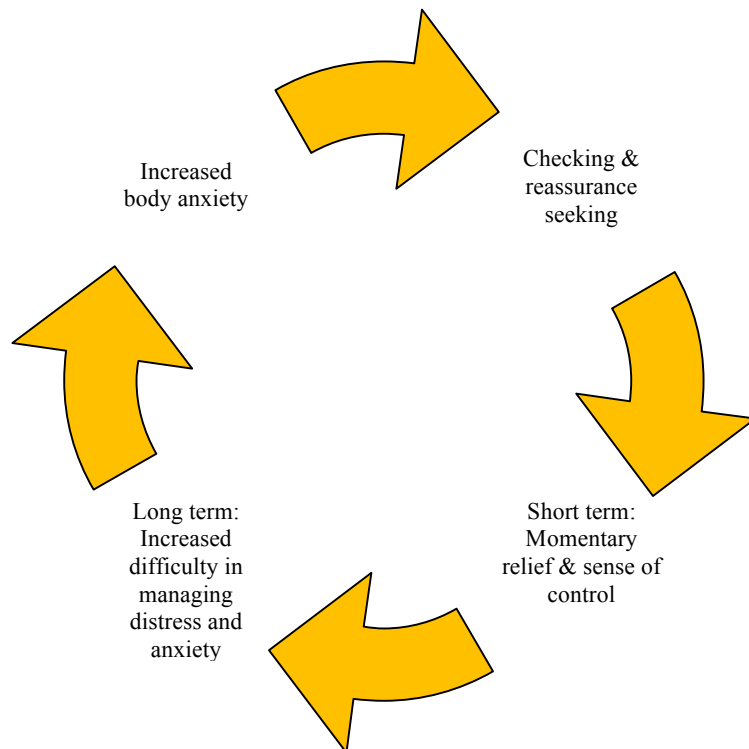 Increased
body anxiety
Checking &
reassurance
seeking
Short term:
Momentary
relief & sense of
control
Long term:
Increased
difficulty in
managing
distress and
anxiety